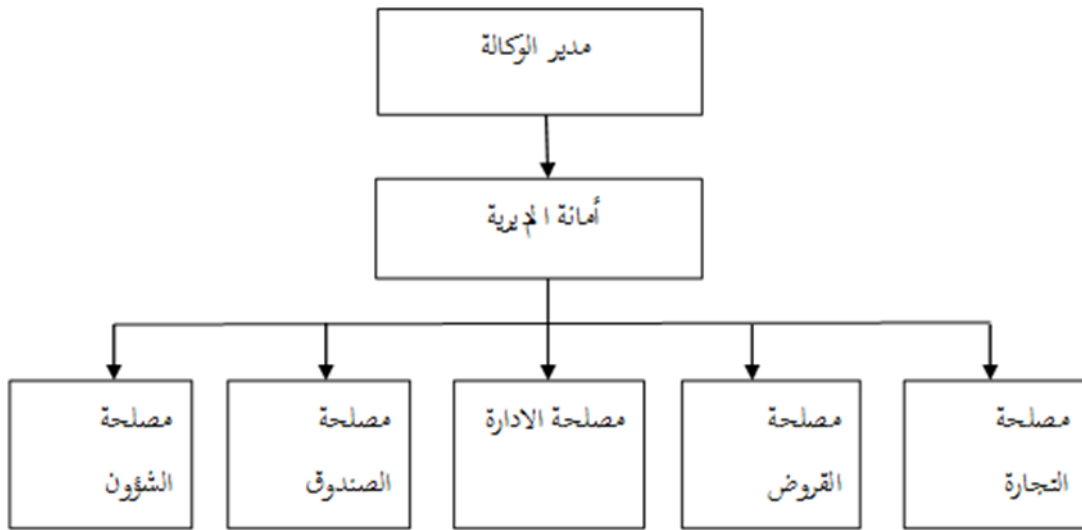 مدير الوكالة
أمانة المديرية
مصلحة
التجارة
مصلحة
القروض
مصلحة الادارة
مصلحة
الصندوق
مصلحة
الشؤون